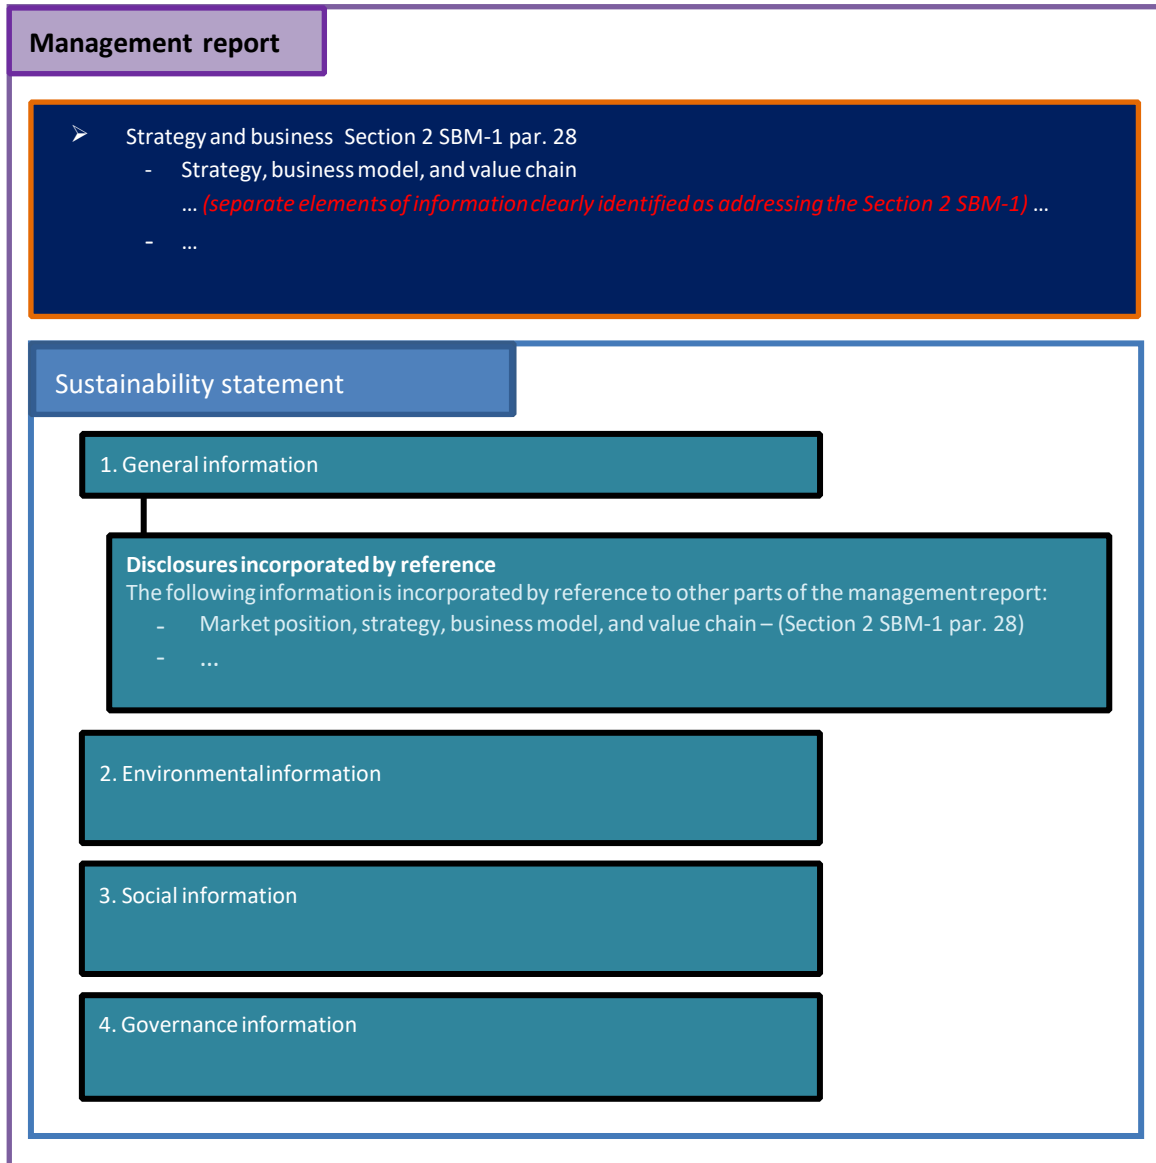 Management report
➢ Strategy and business Section 2 SBM-1 par. 28
- Strategy, business model, and value chain
... (separate elements of information clearly identified as addressing the Section 2 SBM-1) ...
- ...
Sustainability statement
1. General information
Disclosures incorporated by reference
The following information is incorporated by reference to other parts of the management report:
- Market position, strategy, business model, and value chain – (Section 2 SBM-1 par. 28)
- ...
2. Environmental information
3. Social information
4. Governance information